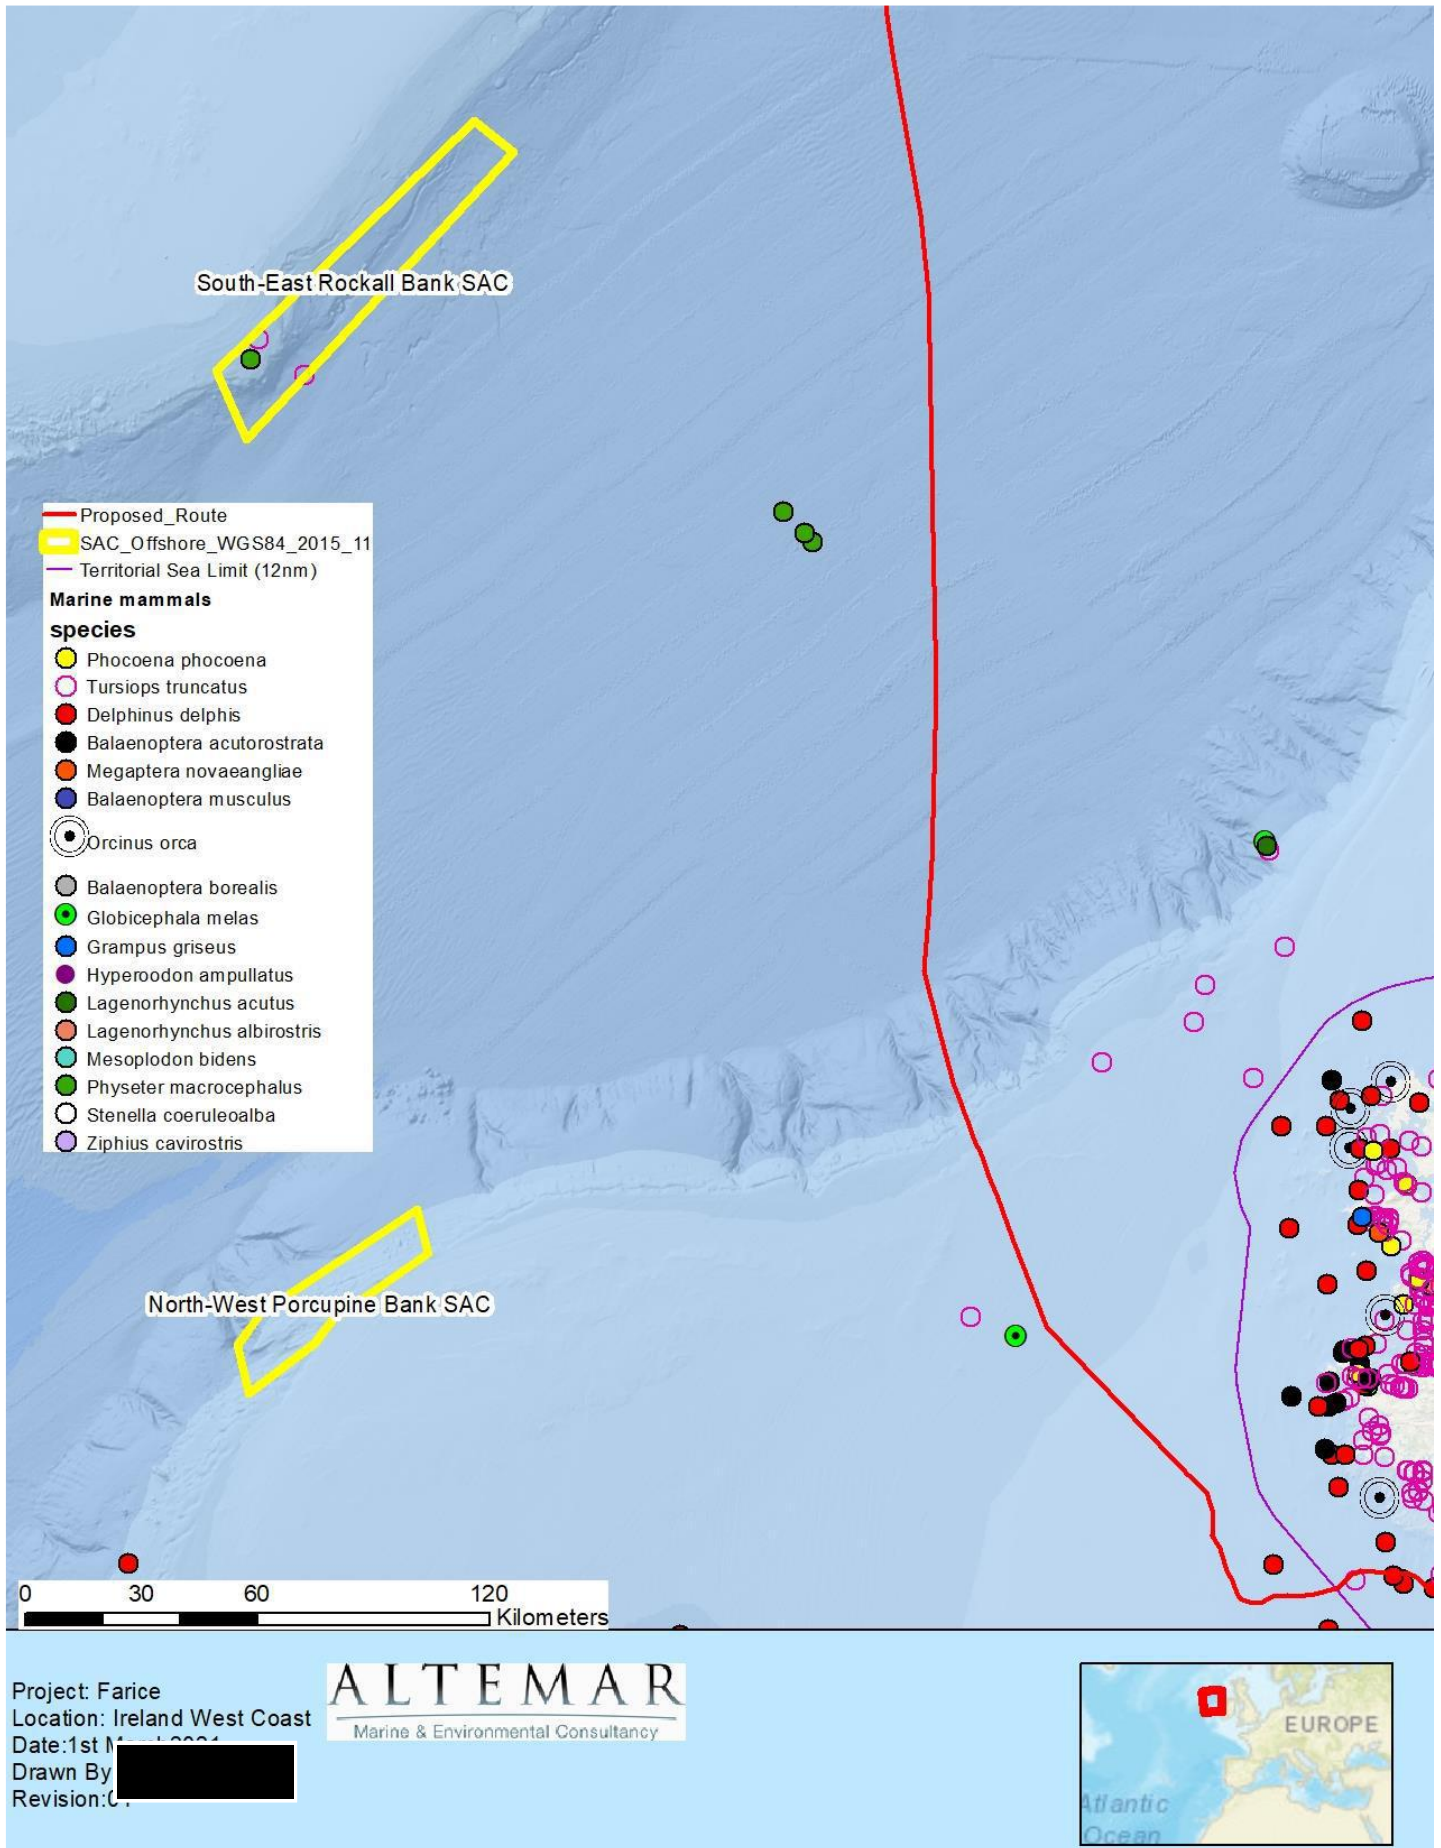 South-East Rockall Bank SAC
Proposed_Route
SAC_Offshore_WGS84_2015_11
Territorial Sea Limit (12nm)
Marine mammals
species
Phocoena phocoena
Tursiops truncatus
Delphinus delphis
Balaenoptera acutorostrata
Megaptera novaeangliae
Balaenoptera musculus
Orcinus orca
Balaenoptera borealis
Globicephala melas
Grampus griseus
Hyperoodon ampullatus
Lagenorhynchus acutus
Lagenorhynchus albirostris
Mesoplodon bidens
Physeter macrocephalus
Stenella coeruleoalba
Ziphius cavirostris
North-West Porcupine Bank SAC
0 30 60 120
Kilometers
Project: Farice
Location: Ireland West Coast
Date:1st
Drawn By
Revision:
ALTEMAR
Marine & Environmental Consultancy
EUROPE
Atlantic
Ocean